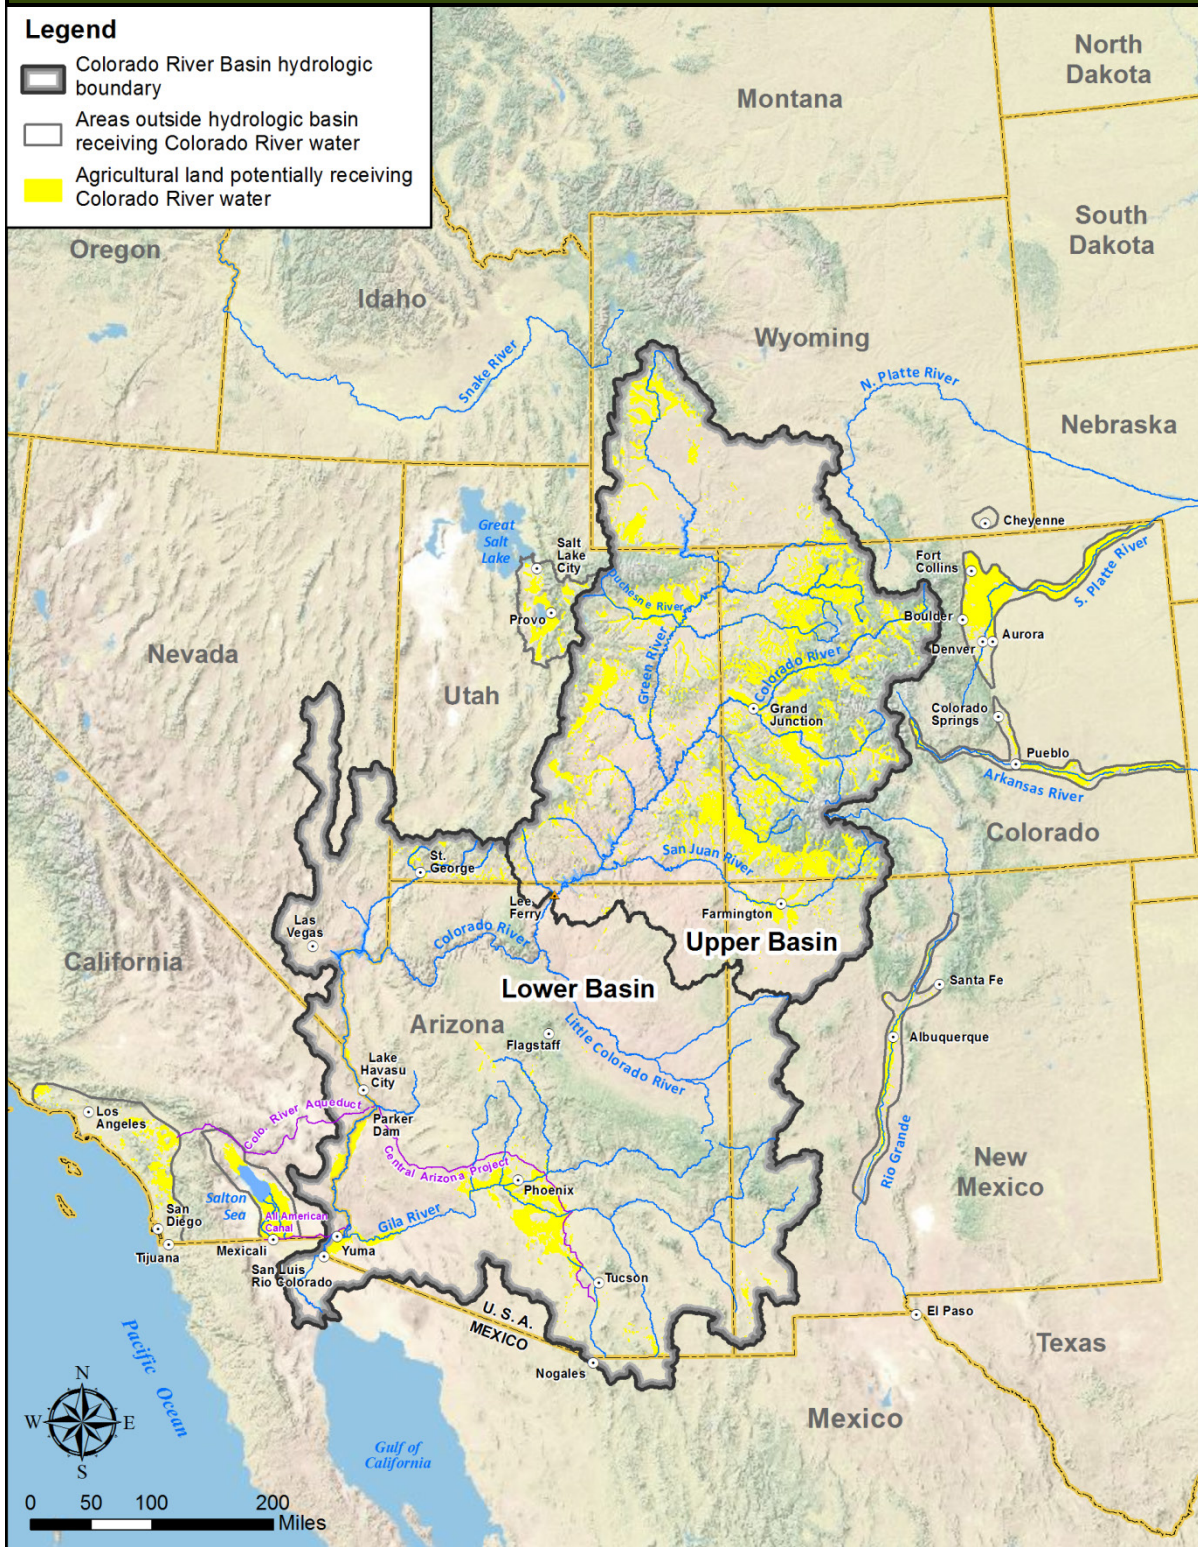 Legend
Colorado River Basin hydrologic
boundary
Areas outside hydrologic basin
receiving Colorado River water
Agricultural land potentially receiving
Colorado River water
North
Dakota
Montana
South
Dakota
Oregon
Idaho
Wyoming
Snake River
N. Platte River
Nebraska
Great
Salt
Lake
Salt
Lake
City
Cheyenne
Fort
Collins
S. Platte River
Duchesne River
Provo
Boulder
Denver
Aurora
Nevada
Utah
Green River
Colorado River
Grand
Junction
Colorado
Springs
Pueblo
Arkansas River
Colorado
St.
George
San Juan River
Lee
Ferry
Farmington
Las
Vegas
Colorado River
Upper Basin
California
Lower Basin
Santa Fe
Arizona
Flagstaff
Little Colorado River
Albuquerque
Lake
Havasu
City
Los
Angeles
Colo. River Aqueduct
Parker
Dam
Central Arizona Project
Phoenix
Rio Grande
New
Mexico
Salton
Sea
San
Diego
All American
Canal
Gila River
Tijuana
Mexicali
Yuma
San Luis
Rio Colorado
Tucson
U. S. A.
MEXICO
El Paso
Texas
Nogales
Pacific Ocean
Mexico
Gulf of
California
N
W E
S
0 50 100 200
Miles